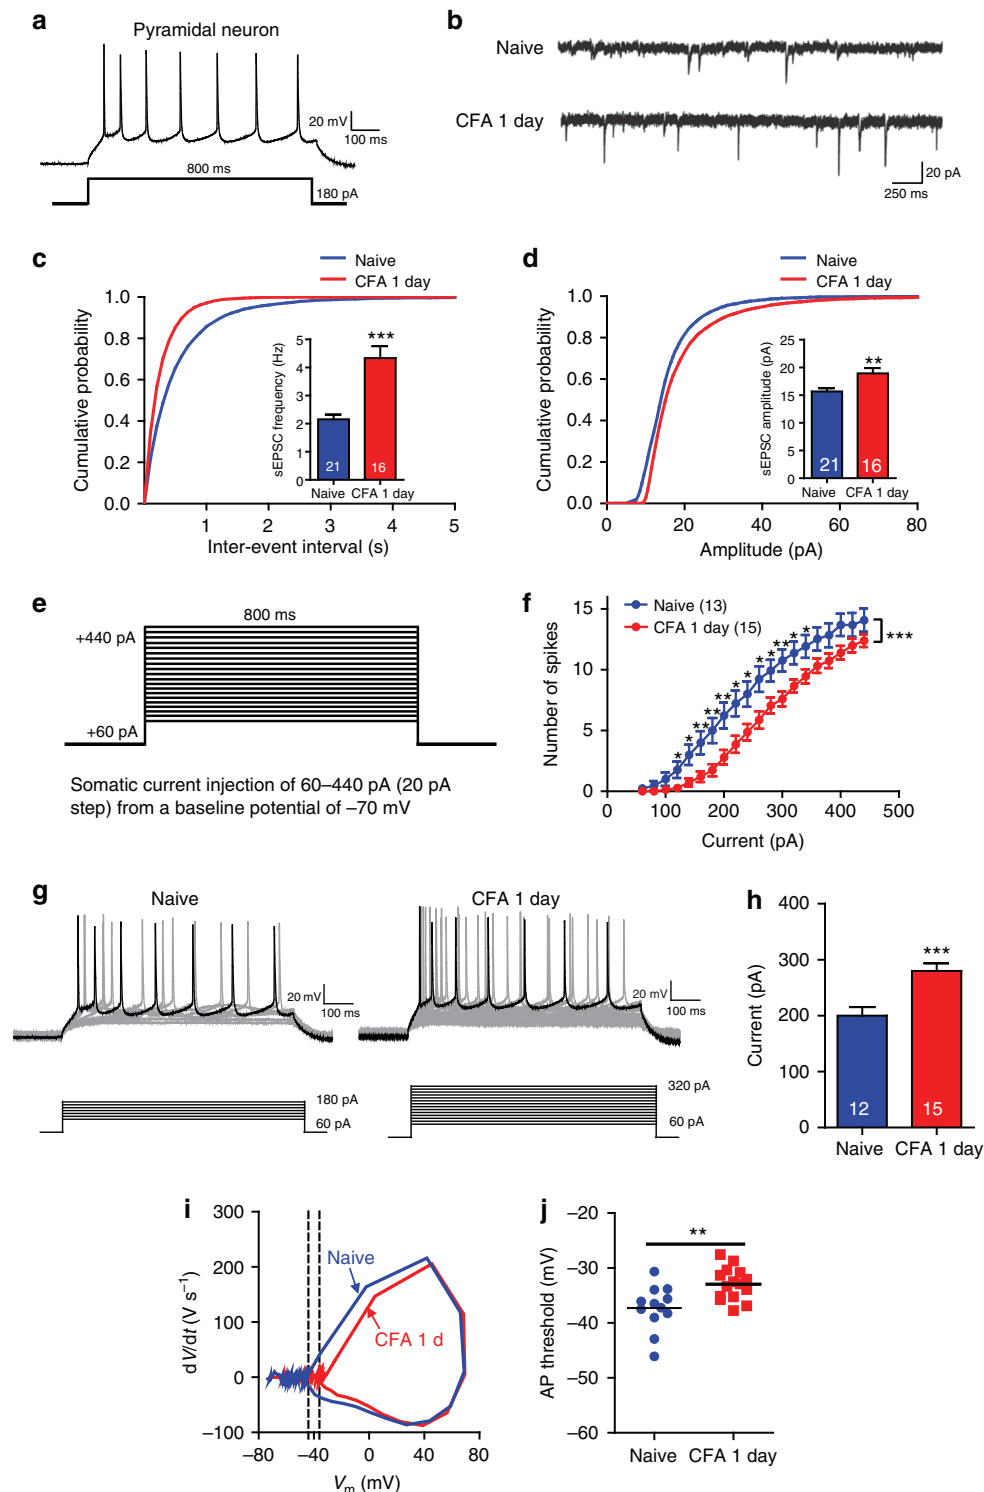 a
Pyramidal neuron
20 mV
100 ms
800 ms
180 pA
b
Naive
CFA 1 day
20 pA
250 ms
c
Naive
CFA 1 day
Cumulative probability
1.0
0.8
0.6
0.4
0.2
0.0
1 2 3 4 5
Inter-event interval (s)
sEPSC frequency (Hz)
5
4
3
2
1
0
***
21
16
Naive CFA 1 day
d
Naive
CFA 1 day
Cumulative probability
1.0
0.8
0.6
0.4
0.2
0.0
0 20 40 60 80
Amplitude (pA)
sEPSC amplitude (pA)
25
20
15
10
5
0
**
21
16
Naive CFA 1 day
e
800 ms
+440 pA
+60 pA
Somatic current injection of 60–440 pA (20 pA
step) from a baseline potential of –70 mV
f
Naive (13)
CFA 1 day (15)
Number of spikes
15
10
5
0
* * ** ** ** * * * * ** * *
***
0 100 200 300 400 500
Current (pA)
g
Naive
20 mV
100 ms
180 pA
60 pA
CFA 1 day
20 mV
100 ms
320 pA
60 pA
h
Current (pA)
400
300
200
100
0
***
12
15
Naive CFA 1 day
i
dV/dt (V s⁻¹)
300
200
100
0
–100
Naive
CFA 1 d
–80 –40 0 40 80
Vm (mV)
j
AP threshold (mV)
–20
–30
–40
–50
–60
**
Naive CFA 1 day